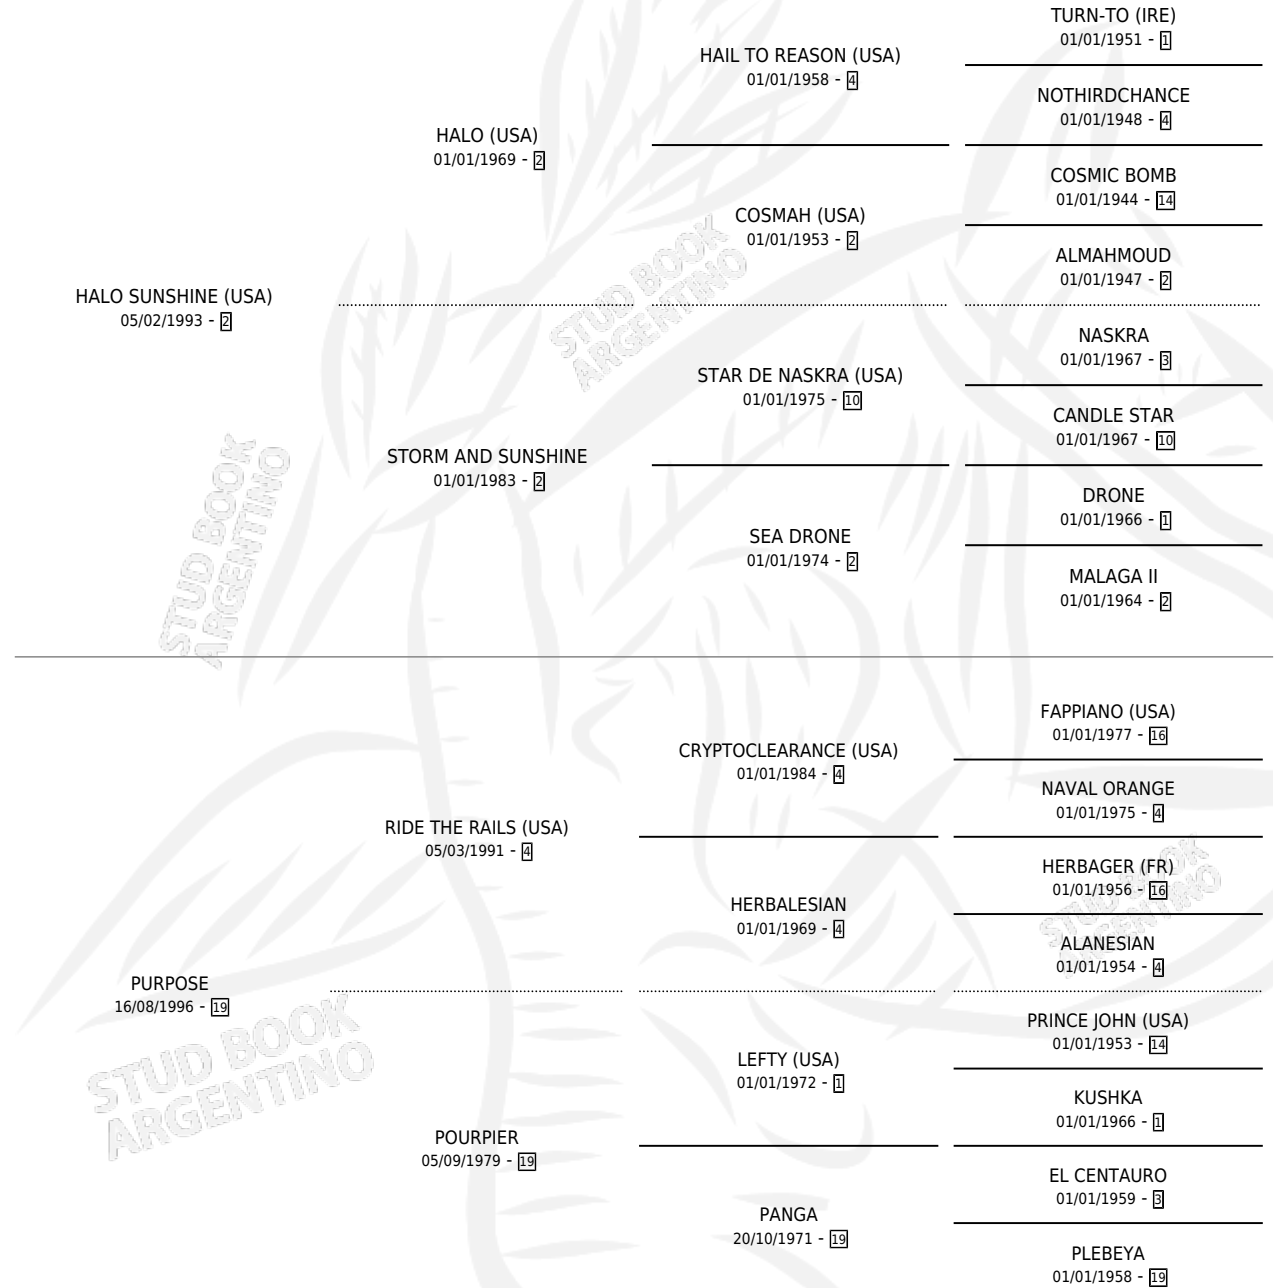 TURN-TO (IRE)
01/01/1951 - 1
HAIL TO REASON (USA)
01/01/1958 - 4
NOTHIRDCHANCE
01/01/1948 - 4
HALO (USA)
01/01/1969 - 2
COSMIC BOMB
01/01/1944 - 14
COSMAH (USA)
01/01/1953 - 2
ALMAHMOUD
01/01/1947 - 2
HALO SUNSHINE (USA)
05/02/1993 - 2
NASKRA
01/01/1967 - 3
STAR DE NASKRA (USA)
01/01/1975 - 10
CANDLE STAR
01/01/1967 - 10
STORM AND SUNSHINE
01/01/1983 - 2
DRONE
01/01/1966 - 1
SEA DRONE
01/01/1974 - 2
MALAGA II
01/01/1964 - 2
FAPPIANO (USA)
01/01/1977 - 16
CRYPTOCLEARANCE (USA)
01/01/1984 - 4
NAVAL ORANGE
01/01/1975 - 4
RIDE THE RAILS (USA)
05/03/1991 - 4
HERBAGER (FR)
01/01/1956 - 16
HERBALESIAN
01/01/1969 - 4
ALANESIAN
01/01/1954 - 4
PURPOSE
16/08/1996 - 19
PRINCE JOHN (USA)
01/01/1953 - 14
LEFTY (USA)
01/01/1972 - 1
KUSHKA
01/01/1966 - 1
POURPIER
05/09/1979 - 19
EL CENTAURO
01/01/1959 - 3
PANGA
20/10/1971 - 19
PLEBEYA
01/01/1958 - 19
STUD BOOK
ARGENTINO
STUD BOOK
ARGENTINO
STUD BOOK
ARGENTINO
STUD BOOK
ARGENTINO